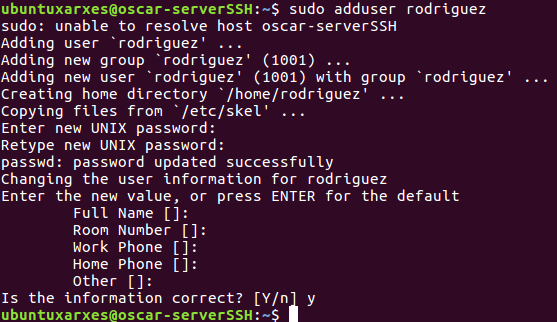 ubuntuxarxes@oscar-serverSSH:~$ sudo adduser rodriguez
sudo: unable to resolve host oscar-serverSSH
Adding user `rodriguez' ...
Adding new group `rodriguez' (1001) ...
Adding new user `rodriguez' (1001) with group `rodriguez' ...
Creating home directory `/home/rodriguez' ...
Copying files from `/etc/skel' ...
Enter new UNIX password:
Retype new UNIX password:
passwd: password updated successfully
Changing the user information for rodriguez
Enter the new value, or press ENTER for the default
        Full Name []:
        Room Number []:
        Work Phone []:
        Home Phone []:
        Other []:
Is the information correct? [Y/n] y
ubuntuxarxes@oscar-serverSSH:~$